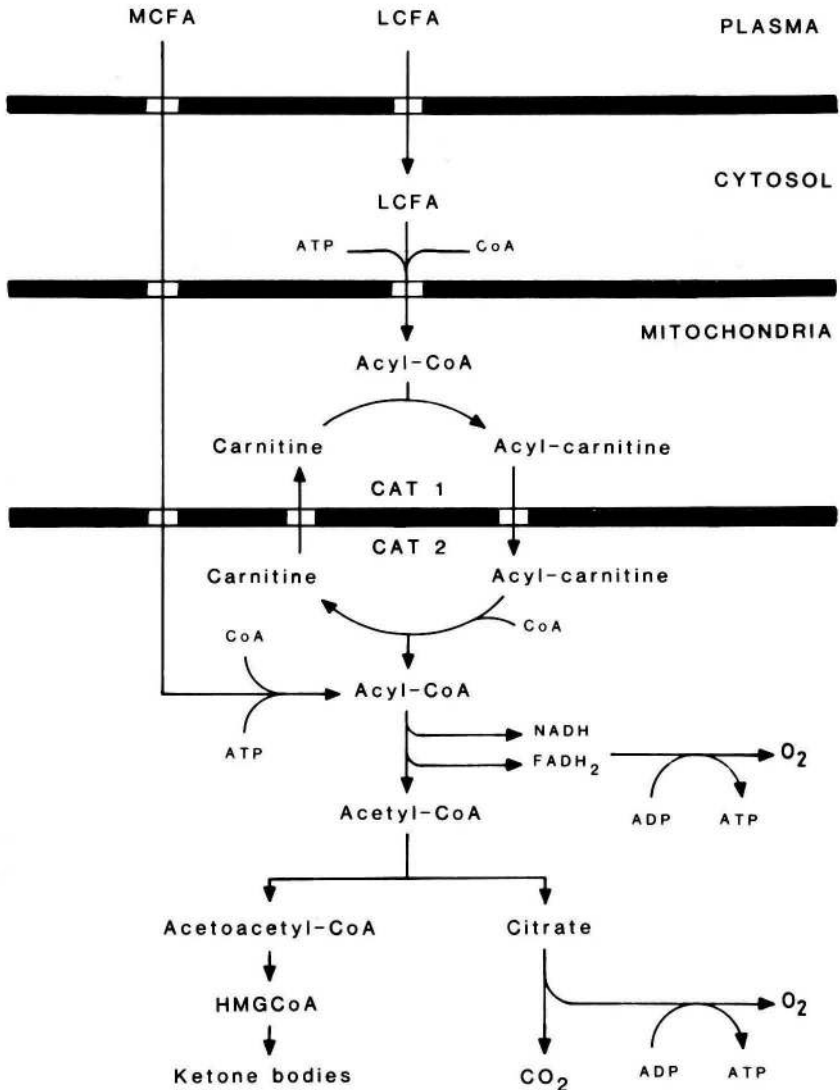 MCFA
LCFA
PLASMA
CYTOSOL
LCFA
ATP
CoA
MITOCHONDRIA
Acyl-CoA
Carnitine
Acyl-carnitine
CAT 1
CAT 2
Carnitine
Acyl-carnitine
CoA
CoA
Acyl-CoA
ATP
NADH
FADH₂
O₂
Acetyl-CoA
ADP
ATP
Acetoacetyl-CoA
Citrate
HMGCoA
O₂
Ketone bodies
CO₂
ADP
ATP